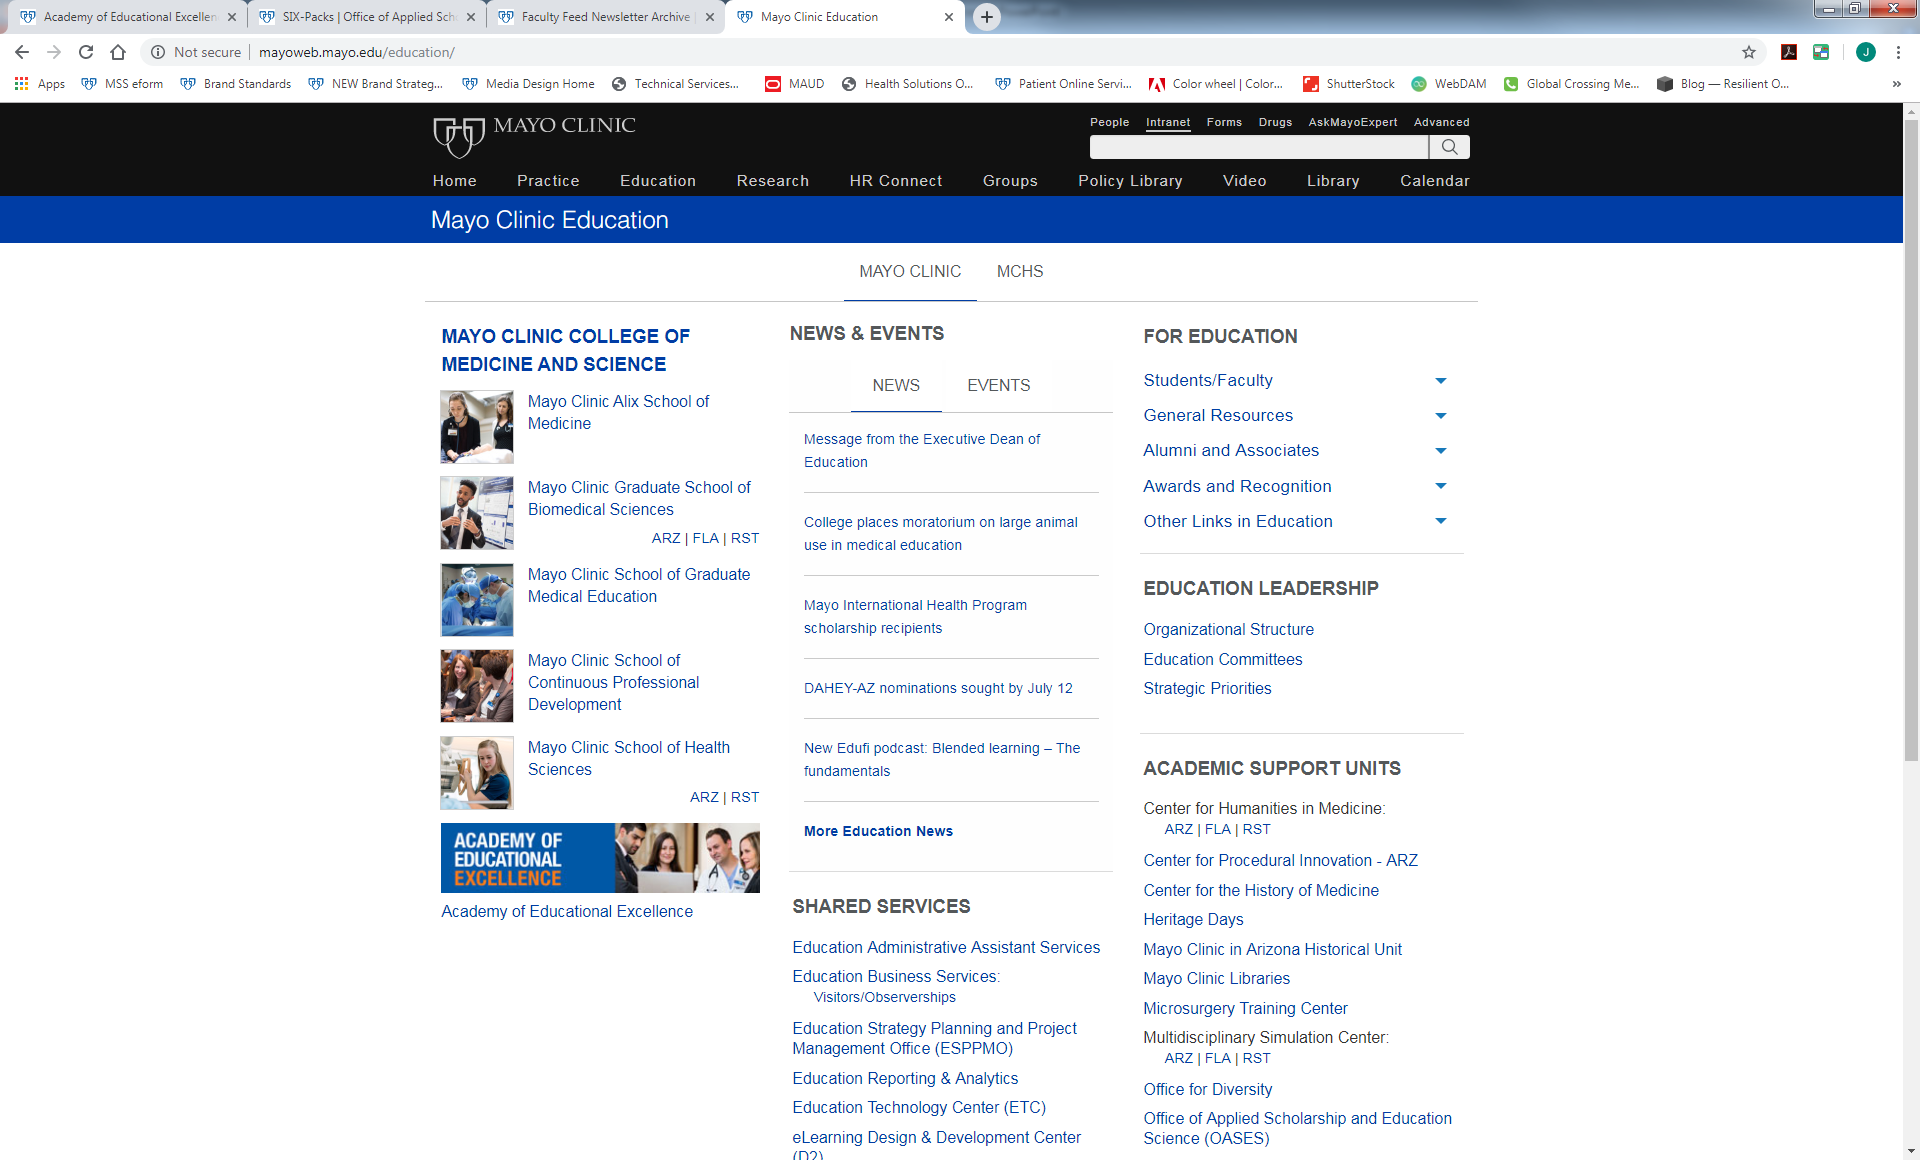 Academy of Educational Excellen
SIX-Packs | Office of Applied Sch
Faculty Feed Newsletter Archive |
Mayo Clinic Education
Not secure | mayoweb.mayo.edu/education/
J
Apps
MSS eform
Brand Standards
NEW Brand Strateg...
Media Design Home
Technical Services...
MAUD
Health Solutions O...
Patient Online Servi...
Color wheel | Color...
ShutterStock
WebDAM
Global Crossing Me...
Blog — Resilient O...
»
MAYO CLINIC
People Intranet Forms Drugs AskMayoExpert Advanced
Home Practice Education Research HR Connect Groups Policy Library Video Library Calendar
Mayo Clinic Education
MAYO CLINIC MCHS
MAYO CLINIC COLLEGE OF
MEDICINE AND SCIENCE
Mayo Clinic Alix School of
Medicine
Mayo Clinic Graduate School of
Biomedical Sciences
ARZ | FLA | RST
Mayo Clinic School of Graduate
Medical Education
Mayo Clinic School of
Continuous Professional
Development
Mayo Clinic School of Health
Sciences
ARZ | RST
ACADEMY OF
EDUCATIONAL
EXCELLENCE
Academy of Educational Excellence
NEWS & EVENTS
NEWS EVENTS
Message from the Executive Dean of
Education
College places moratorium on large animal
use in medical education
Mayo International Health Program
scholarship recipients
DAHEY-AZ nominations sought by July 12
New Edufi podcast: Blended learning – The
fundamentals
More Education News
SHARED SERVICES
Education Administrative Assistant Services
Education Business Services:
Visitors/Observerships
Education Strategy Planning and Project
Management Office (ESPPMO)
Education Reporting & Analytics
Education Technology Center (ETC)
eLearning Design & Development Center
(D2)
FOR EDUCATION
Students/Faculty
General Resources
Alumni and Associates
Awards and Recognition
Other Links in Education
EDUCATION LEADERSHIP
Organizational Structure
Education Committees
Strategic Priorities
ACADEMIC SUPPORT UNITS
Center for Humanities in Medicine:
ARZ | FLA | RST
Center for Procedural Innovation - ARZ
Center for the History of Medicine
Heritage Days
Mayo Clinic in Arizona Historical Unit
Mayo Clinic Libraries
Microsurgery Training Center
Multidisciplinary Simulation Center:
ARZ | FLA | RST
Office for Diversity
Office of Applied Scholarship and Education
Science (OASES)